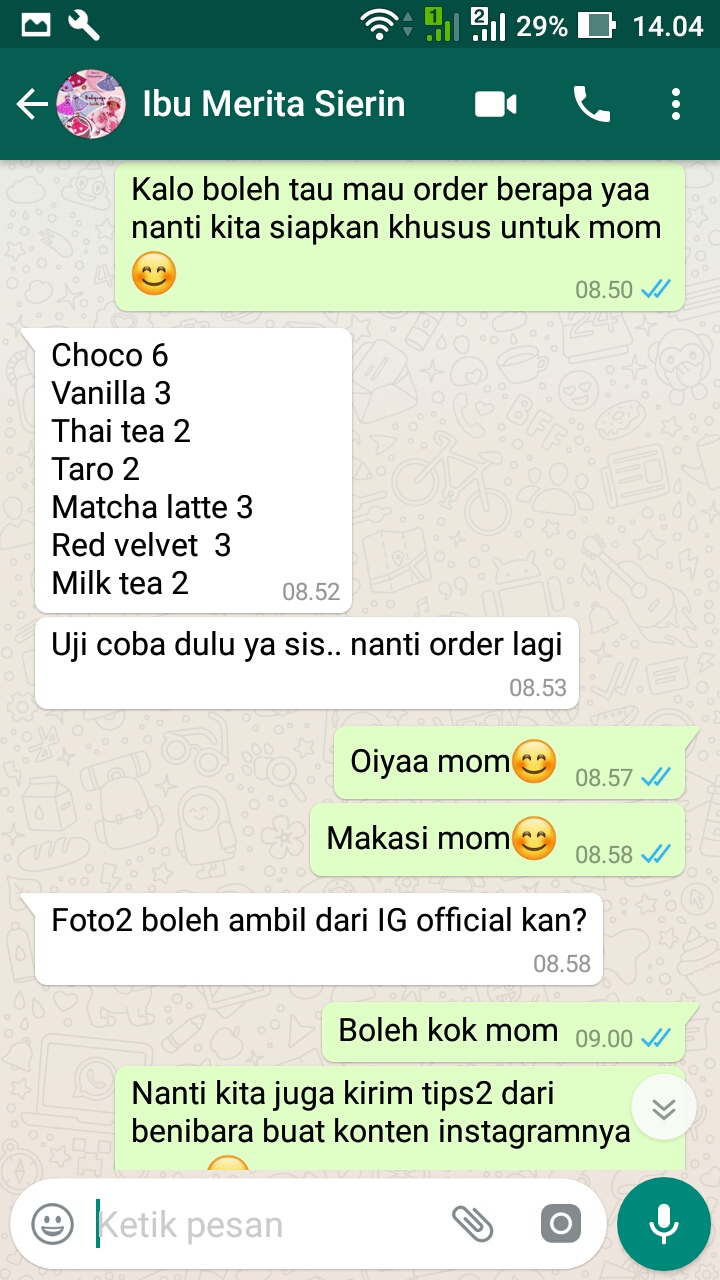 29% 14.04
Ibu Merita Sierin
Kalo boleh tau mau order berapa yaa
nanti kita siapkan khusus untuk mom
😊
08.50
Choco 6
Vanilla 3
Thai tea 2
Taro 2
Matcha latte 3
Red velvet  3
Milk tea 2
08.52
Uji coba dulu ya sis.. nanti order lagi
08.53
Oiyaa mom😊 08.57
Makasi mom😊 08.58
Foto2 boleh ambil dari IG official kan?
08.58
Boleh kok mom 09.00
Nanti kita juga kirim tips2 dari
benibara buat konten instagramnya
Ketik pesan